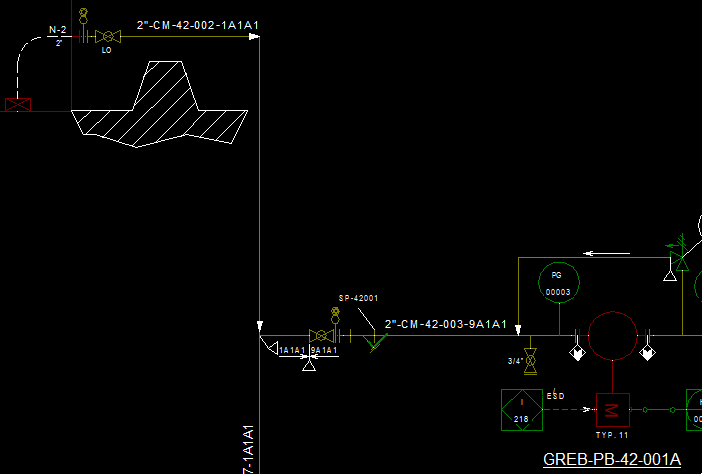 2"-CM-42-002-1A1A1
N-2
2"
LO
PG
00003
SP-42001
2"-CM-42-003-9A1A1
1A1A1
9A1A1
3/4"
ESD
I
218
M
TYP.11
7-1A1A1
GREB-PB-42-001A